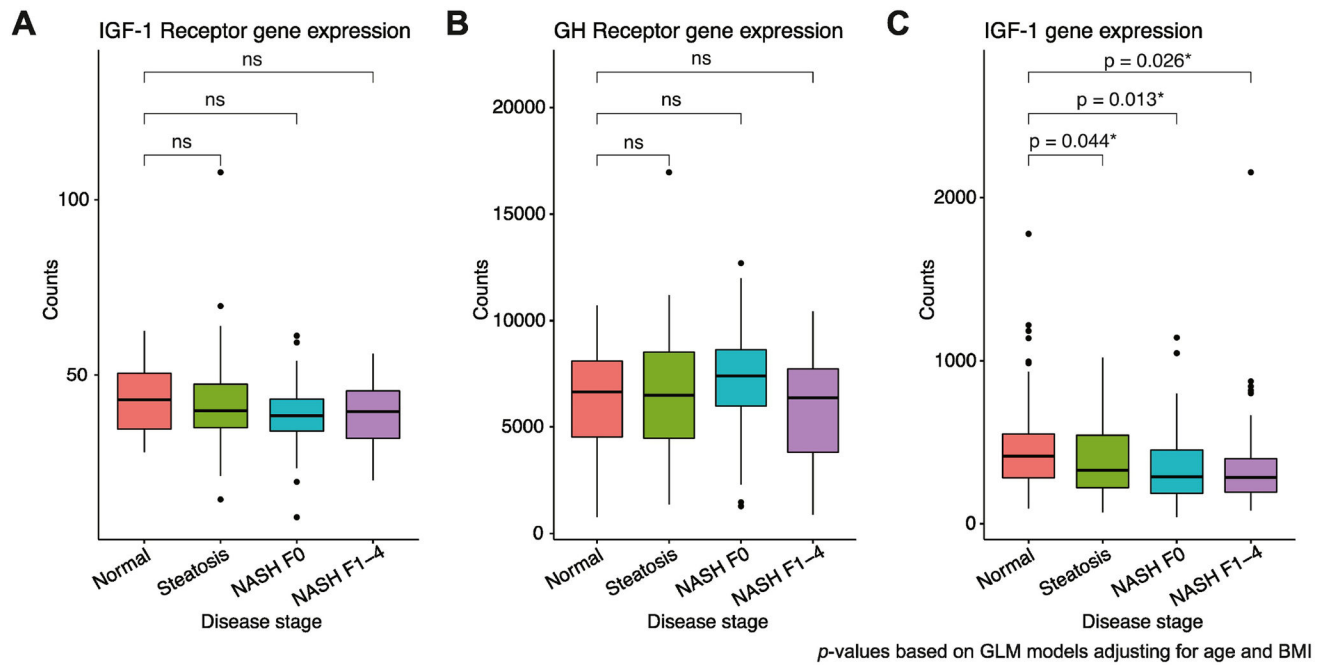 A
IGF-1 Receptor gene expression
ns
ns
ns
100
50
Counts
Normal
Steatosis
NASH F0
NASH F1–4
Disease stage
B
GH Receptor gene expression
ns
ns
ns
20000
15000
10000
5000
0
Counts
Normal
Steatosis
NASH F0
NASH F1–4
Disease stage
C
IGF-1 gene expression
p = 0.026*
p = 0.013*
p = 0.044*
2000
1000
0
Counts
Normal
Steatosis
NASH F0
NASH F1–4
Disease stage
p-values based on GLM models adjusting for age and BMI